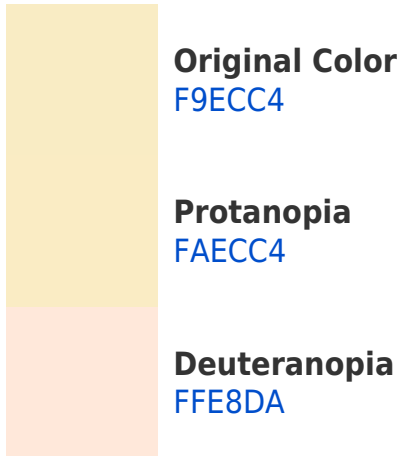 Original Color
F9ECC4
Protanopia
FAECC4
Deuteranopia
FFE8DA